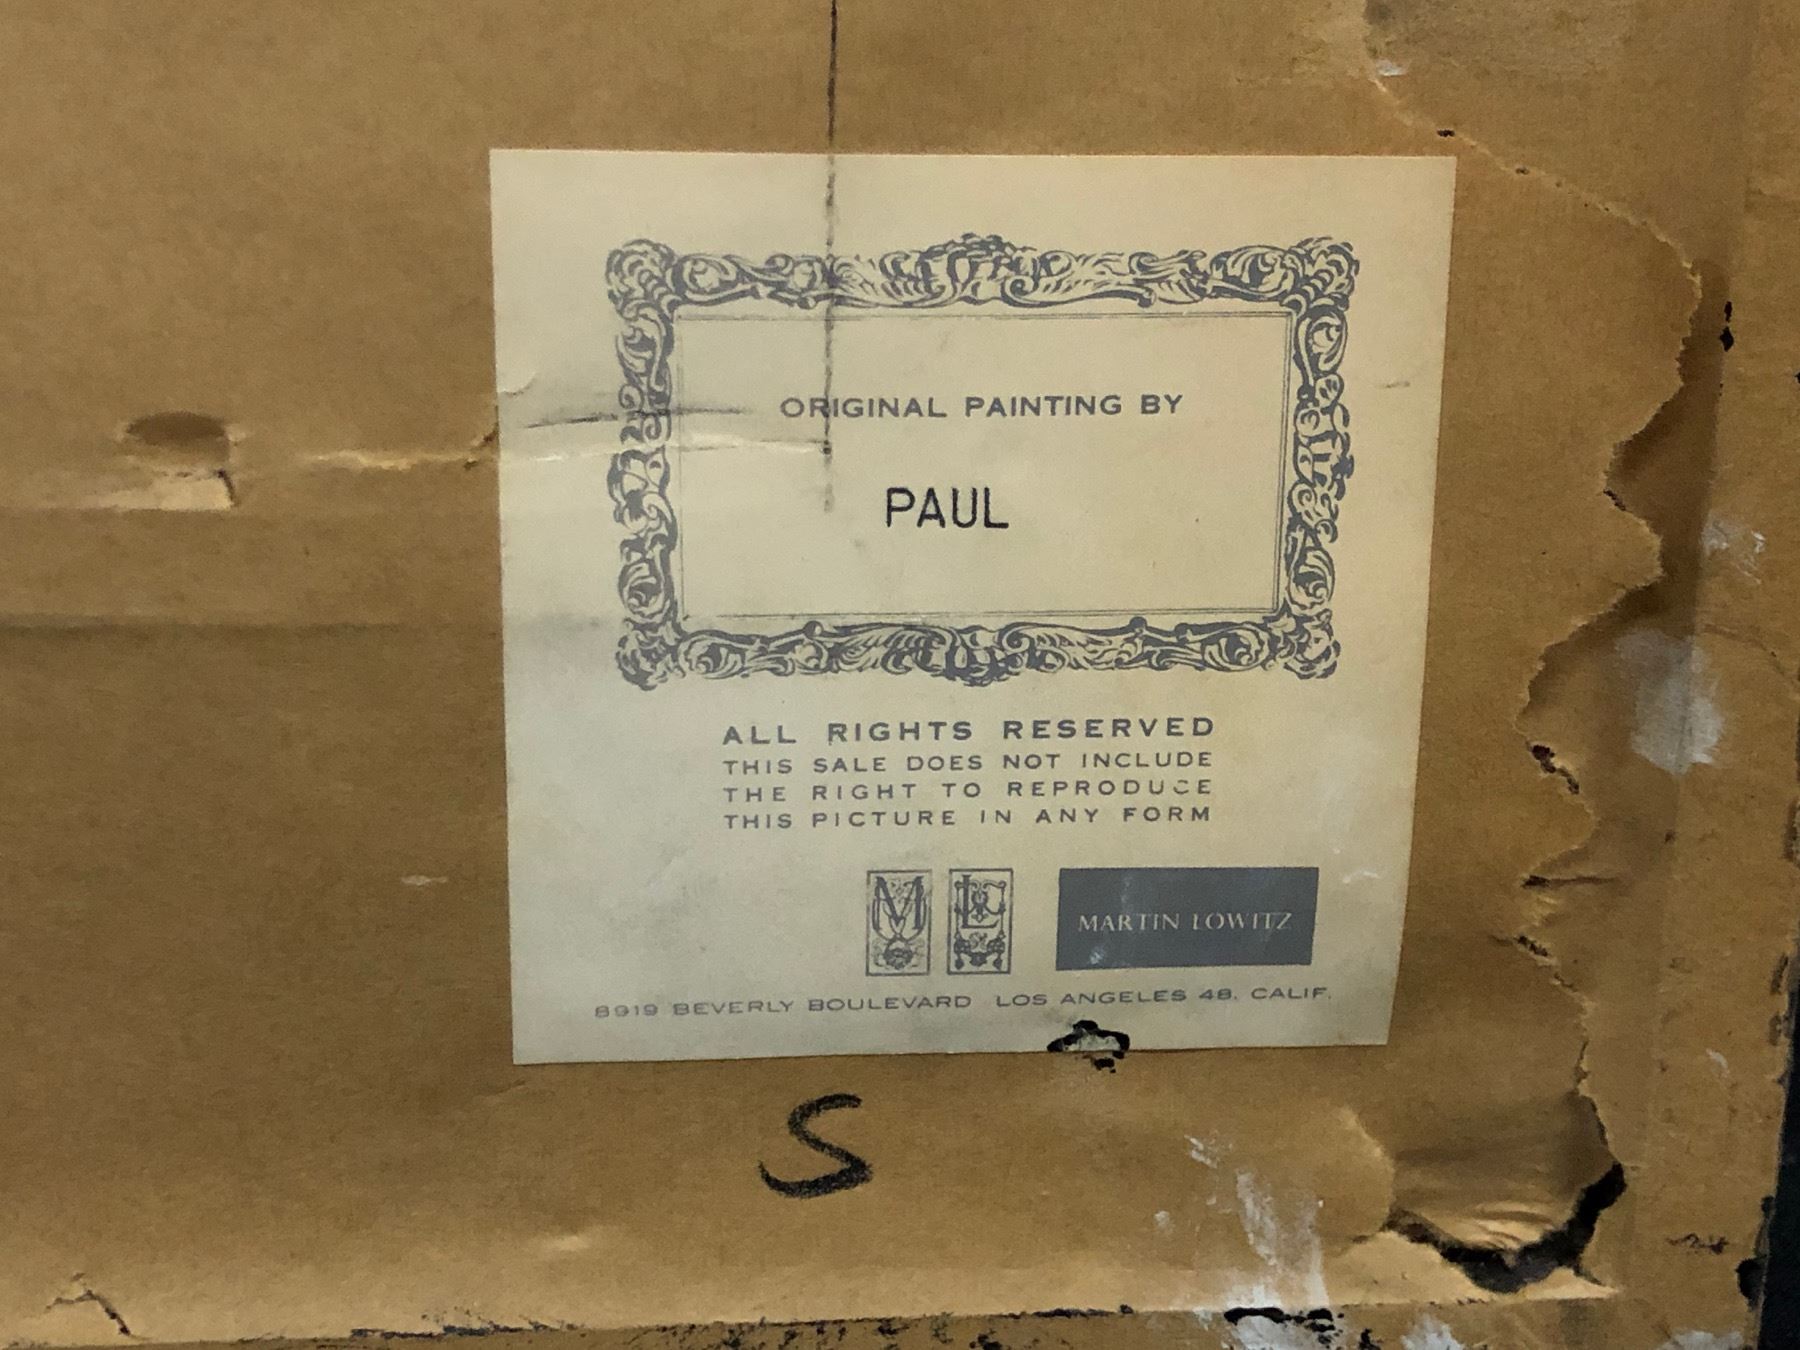 ORIGINAL PAINTING BY
PAUL
ALL RIGHTS RESERVED
THIS SALE DOES NOT INCLUDE
THE RIGHT TO REPRODUCE
THIS PICTURE IN ANY FORM
M L MARTIN LOWITZ
8919 BEVERLY BOULEVARD LOS ANGELES 48, CALIF.
S